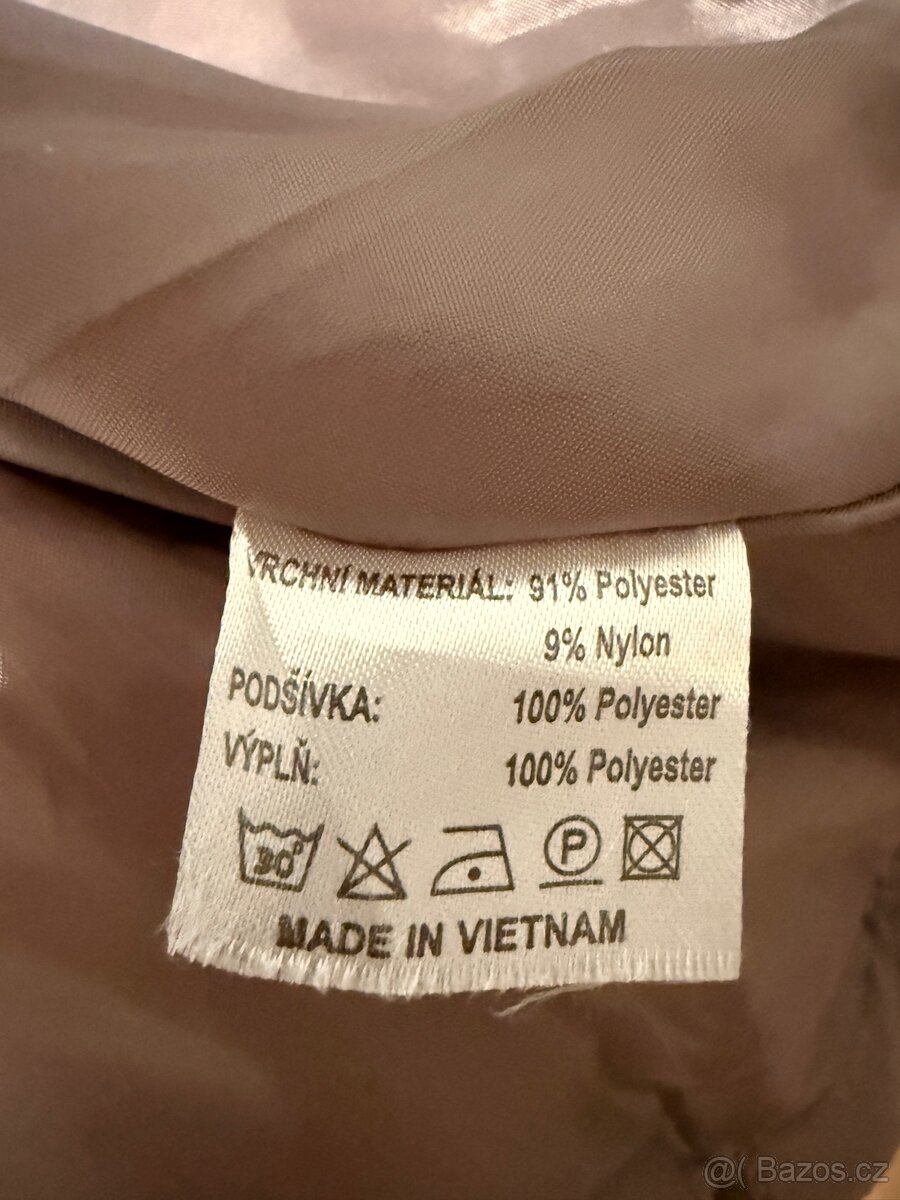 VRCHNÍ MATERIÁL: 91% Polyester
9% Nylon
PODŠÍVKA: 100% Polyester
VÝPLŇ: 100% Polyester
30° P
MADE IN VIETNAM
@( Bazos.cz